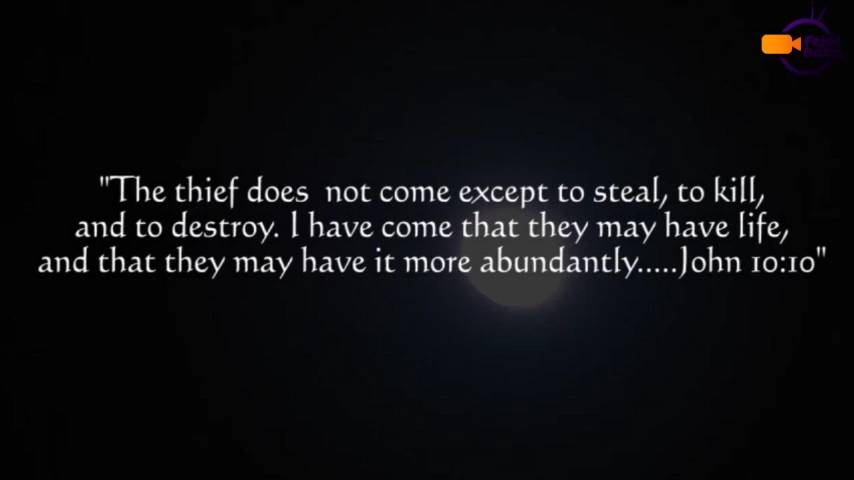 "The thief does not come except to steal, to kill,
and to destroy. I have come that they may have life,
and that they may have it more abundantly.....John 10:10"